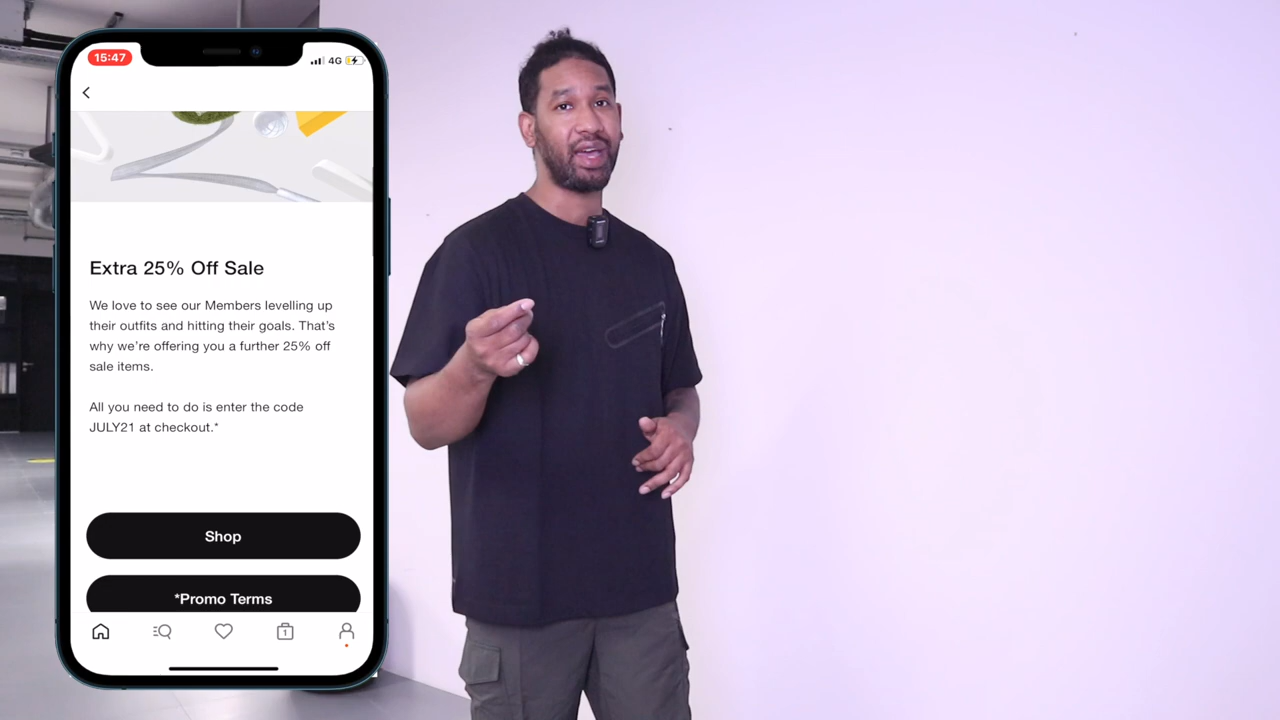 15:47
4G
Extra 25% Off Sale
We love to see our Members levelling up
their outfits and hitting their goals. That's
why we're offering you a further 25% off
sale items.
All you need to do is enter the code
JULY21 at checkout.*
Shop
*Promo Terms
1